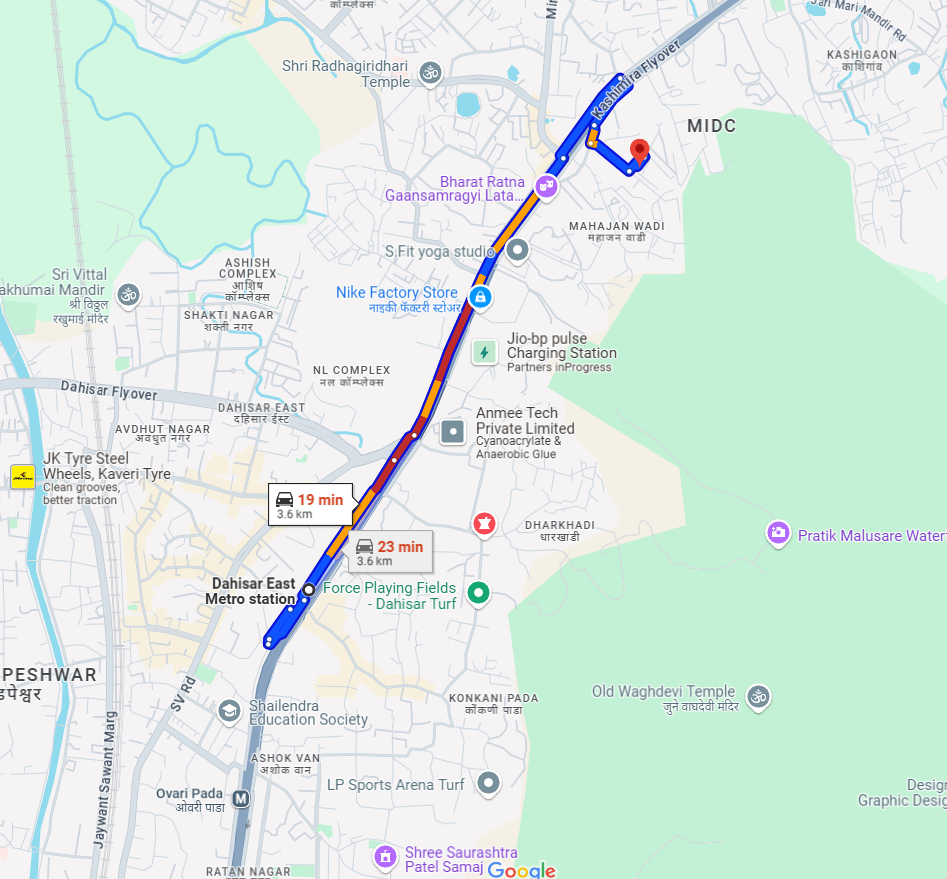 कॉम्प्लेक्स
Jari Mari Mandir Rd
Shri Radhagiridhari
Temple
KASHIGAON
काशिगांव
Kashimira Flyover
MIDC
Bharat Ratna
Gaansamragyi Lata...
MAHAJAN WADI
महाजन वाडी
S.Fit yoga studio
ASHISH
COMPLEX
आशिष
कॉम्प्लेक्स
Sri Vittal
akhumai Mandir
श्री विठ्ठल
रखुमाई मंदिर
Nike Factory Store
नाइकी फॅक्टरी स्टोअर
SHAKTI NAGAR
शक्ती नगर
Jio-bp pulse
Charging Station
Partners inProgress
NL COMPLEX
नल कॉम्प्लेक्स
Dahisar Flyover
DAHISAR EAST
दहिसार ईस्ट
Anmee Tech
Private Limited
Cyanoacrylate &
Anaerobic Glue
AVDHUT NAGAR
अवधुत नगर
JK Tyre Steel
Wheels, Kaveri Tyre
Clean grooves,
better traction
19 min
3.6 km
DHARKHADI
धारखाडी
Pratik Malusare Water
23 min
3.6 km
Dahisar East
Metro station
Force Playing Fields
- Dahisar Turf
PESHWAR
SV Rd
Old Waghdevi Temple
जुने वाघदेवी मंदिर
KONKANI PADA
कोंकणी पाडा
Shailendra
Education Society
Jaywant Sawant Marg
ASHOK VAN
अशोक वान
LP Sports Arena Turf
Ovari Pada
ओवरी पाडा
M
Design
Graphic Desig
Shree Saurashtra
Patel Samaj
RATAN NAGAR
Google